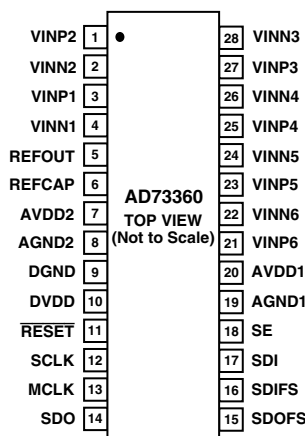 VINP2 1 28 VINN3
VINN2 2 27 VINP3
VINP1 3 26 VINN4
VINN1 4 25 VINP4
REFOUT 5 24 VINN5
REFCAP 6 23 VINP5
AVDD2 7 22 VINN6
AGND2 8 21 VINP6
DGND 9 20 AVDD1
DVDD 10 19 AGND1
RESET 11 18 SE
SCLK 12 17 SDI
MCLK 13 16 SDIFS
SDO 14 15 SDOFS
AD73360
TOP VIEW
(Not to Scale)